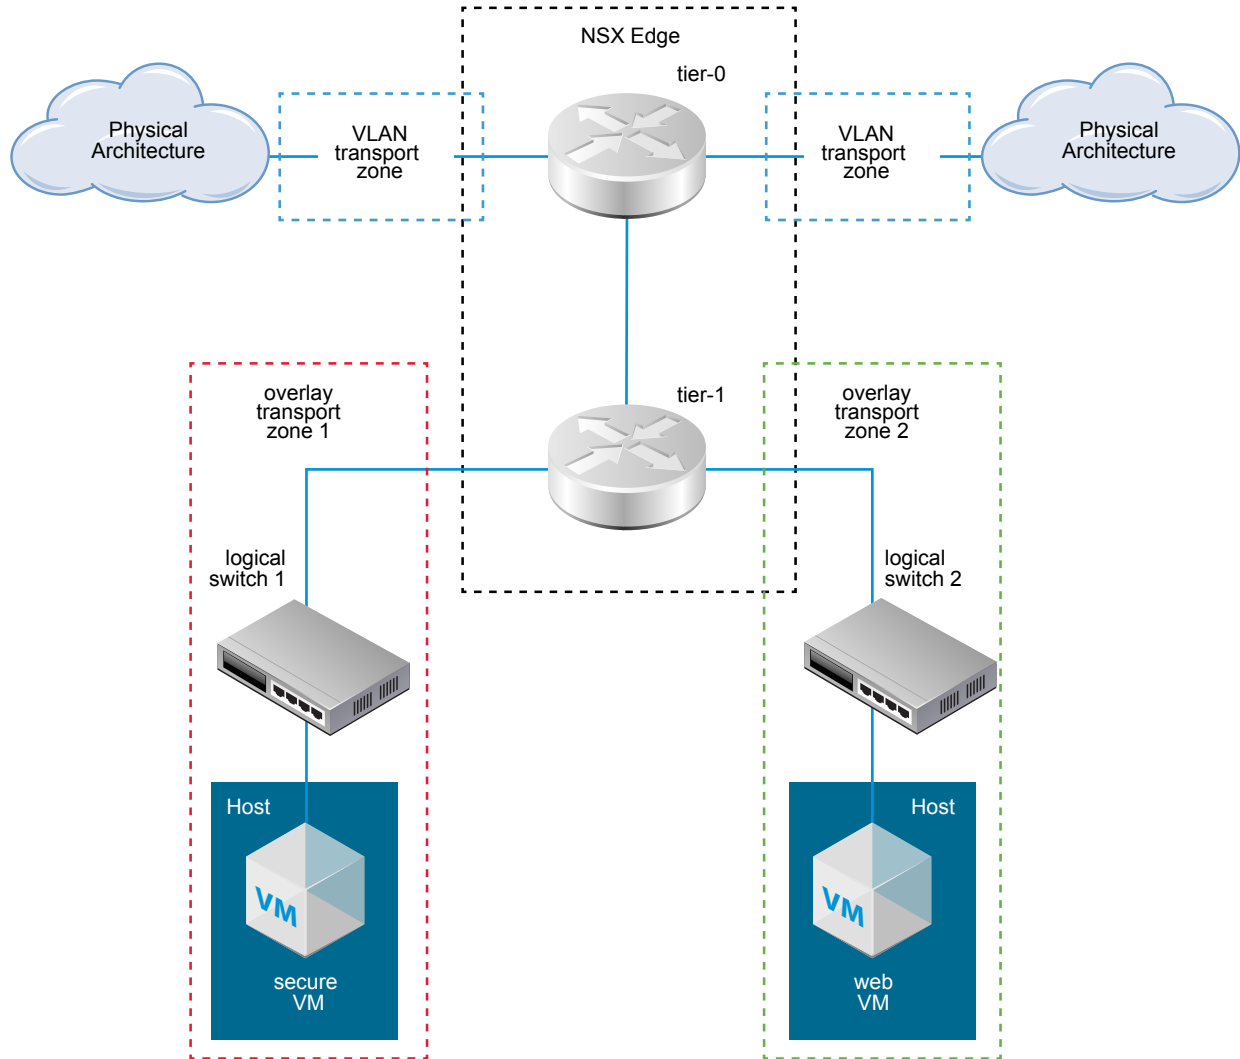 NSX Edge
tier-0
Physical
Architecture
VLAN
transport
zone
VLAN
transport
zone
Physical
Architecture
overlay
transport
zone 1
tier-1
overlay
transport
zone 2
logical
switch 1
logical
switch 2
Host
VM
secure
VM
Host
VM
web
VM